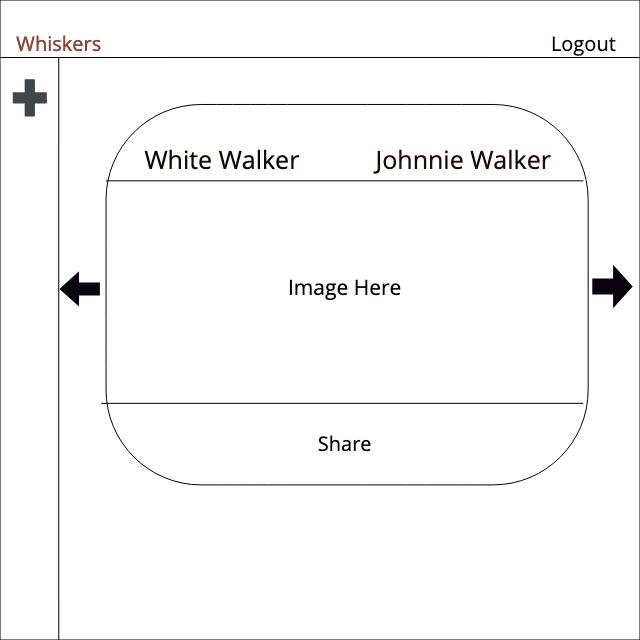 Whiskers Logout
White Walker Johnnie Walker
Image Here
Share